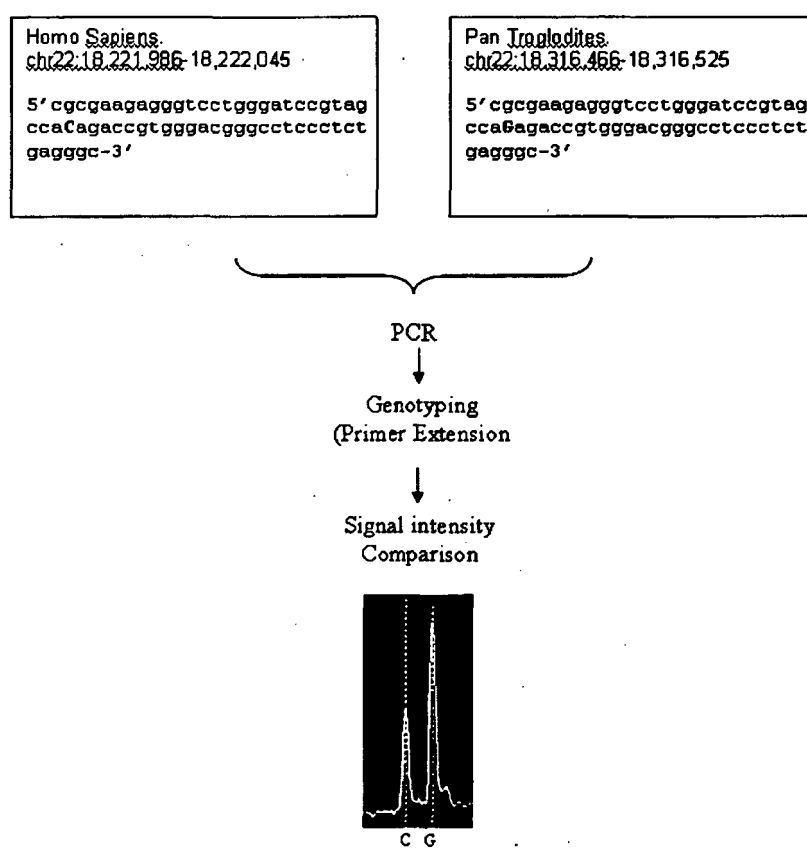 Homo Sapiens.
chr22:18,221,986-18,222,045
5'cgcgaagagggtcctgggatccgtag
ccaCagaccgtgggacgggcctccctct
gagggc-3'
Pan Troglodites.
chr22:18,316,466-18,316,525
5'cgcgaagagggtcctgggatccgtag
ccaGagaccgtgggacgggcctccctct
gagggc-3'
PCR
Genotyping
(Primer Extension
Signal intensity
Comparison
C G